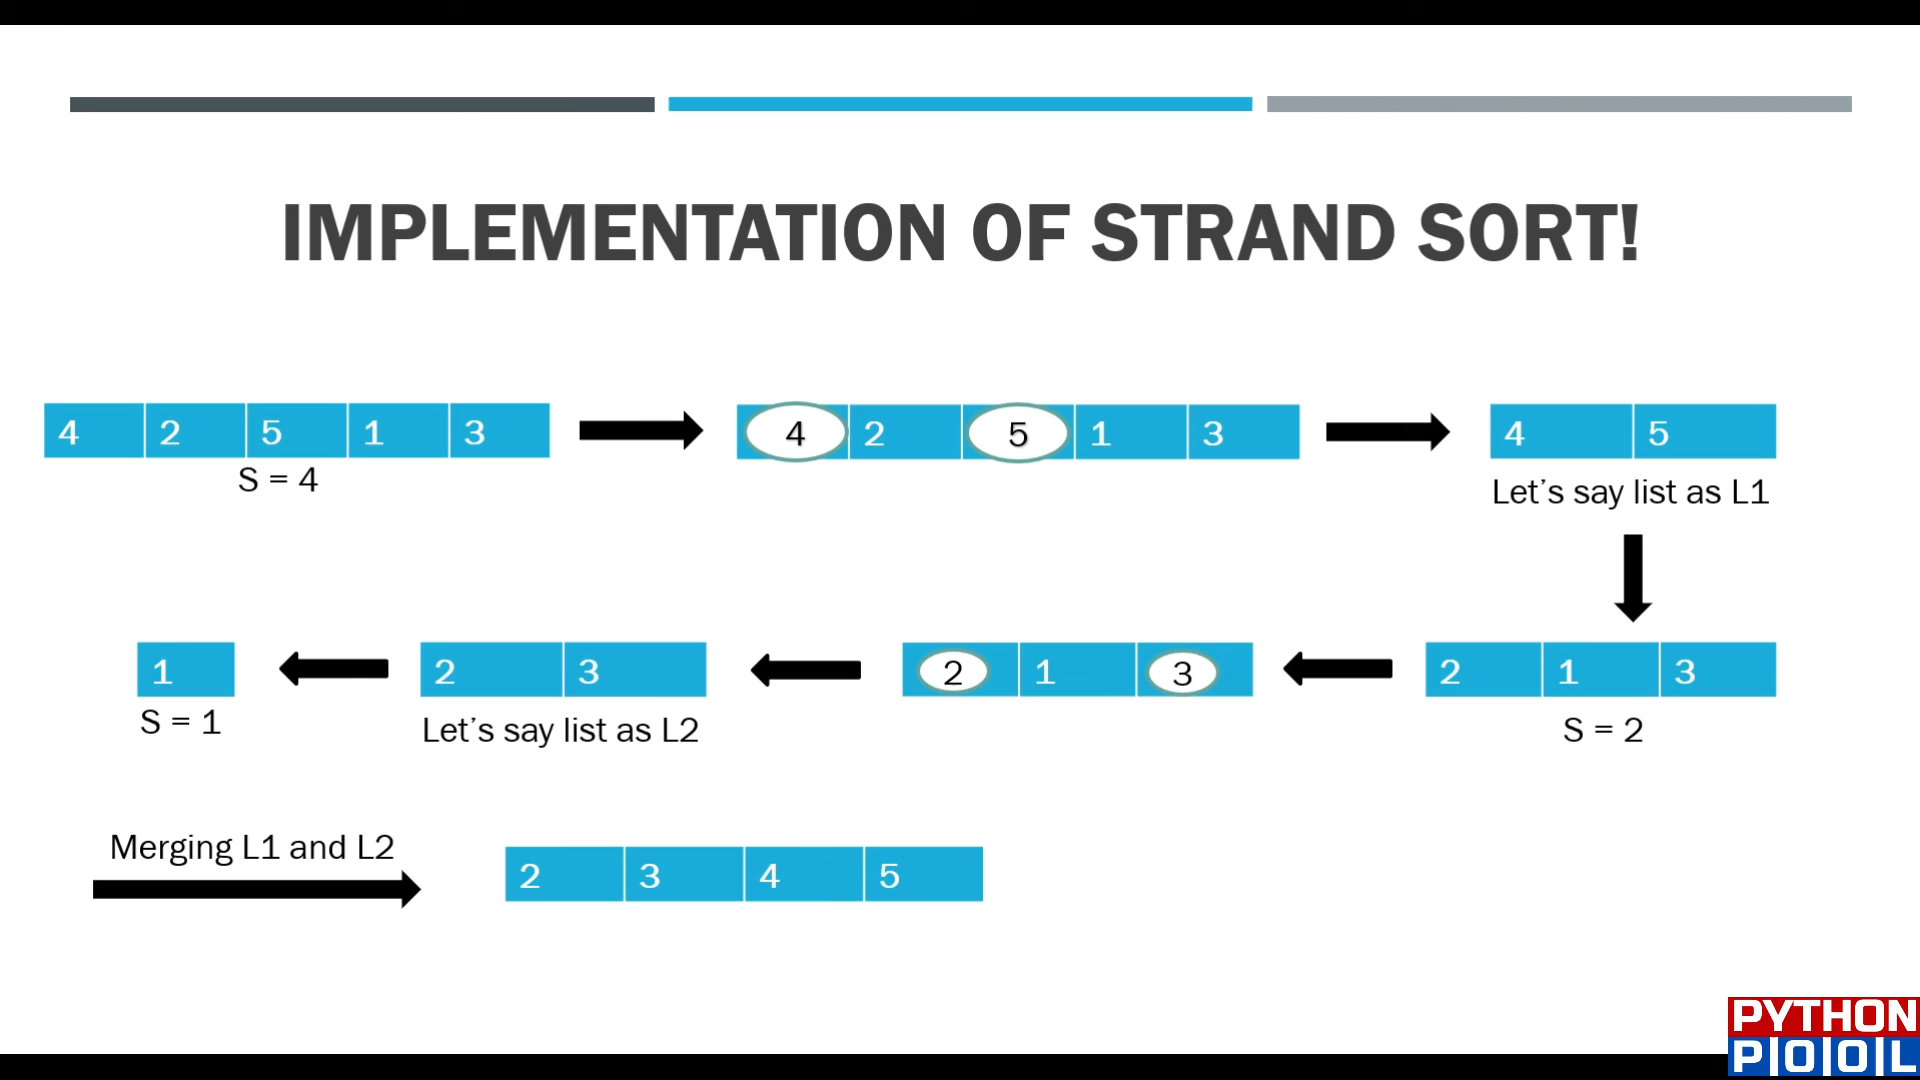 IMPLEMENTATION OF STRAND SORT!
4 2 5 1 3
S = 4
4 2 5 1 3
4 5
Let's say list as L1
2 1 3
S = 2
2 1 3
2 3
Let's say list as L2
1
S = 1
Merging L1 and L2
2 3 4 5
PYTHON
P|O|O|L